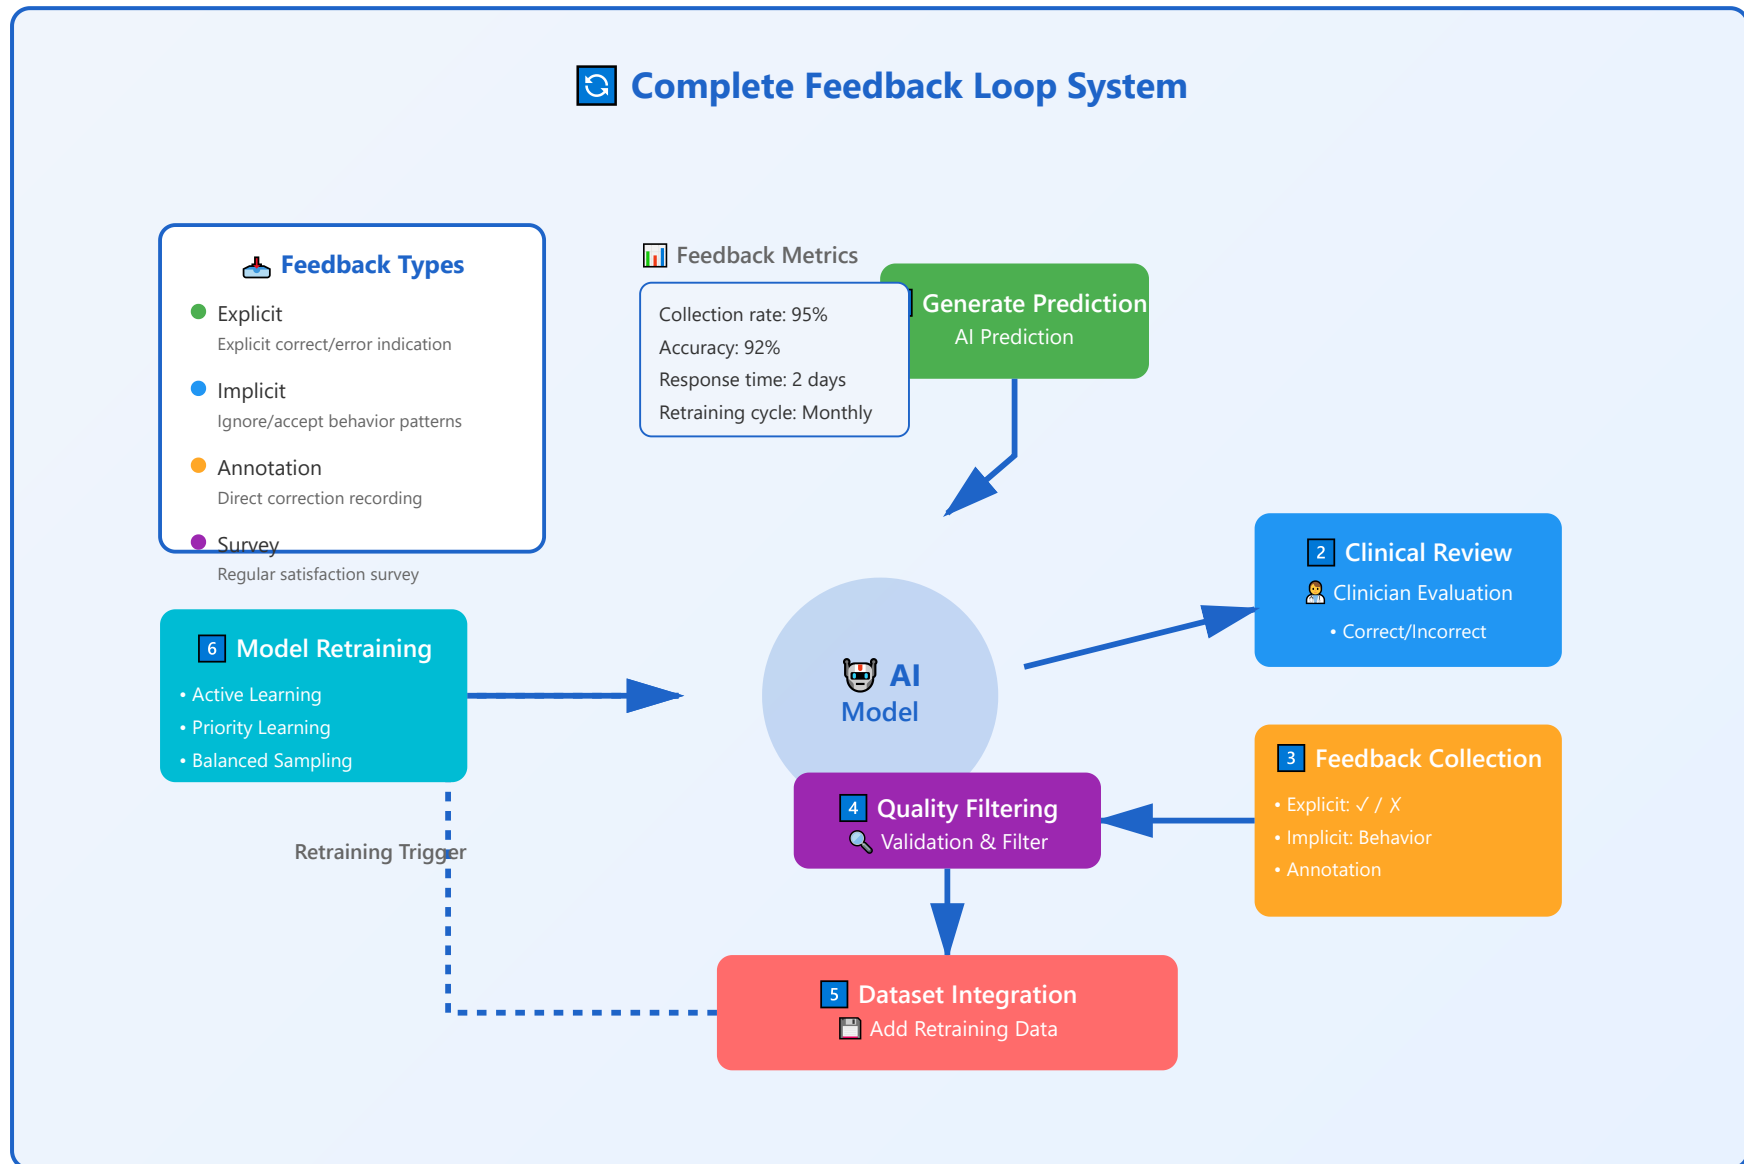 Complete Feedback Loop System
Feedback Types
Explicit
Explicit correct/error indication
Implicit
Ignore/accept behavior patterns
Annotation
Direct correction recording
Survey
Regular satisfaction survey
Feedback Metrics
Collection rate: 95%
Accuracy: 92%
Response time: 2 days
Retraining cycle: Monthly
Generate Prediction
AI Prediction
2 Clinical Review
Clinician Evaluation
• Correct/Incorrect
6 Model Retraining
• Active Learning
• Priority Learning
• Balanced Sampling
AI
Model
3 Feedback Collection
• Explicit: ✓ / ✗
• Implicit: Behavior
• Annotation
4 Quality Filtering
Validation & Filter
Retraining Trigger
5 Dataset Integration
Add Retraining Data